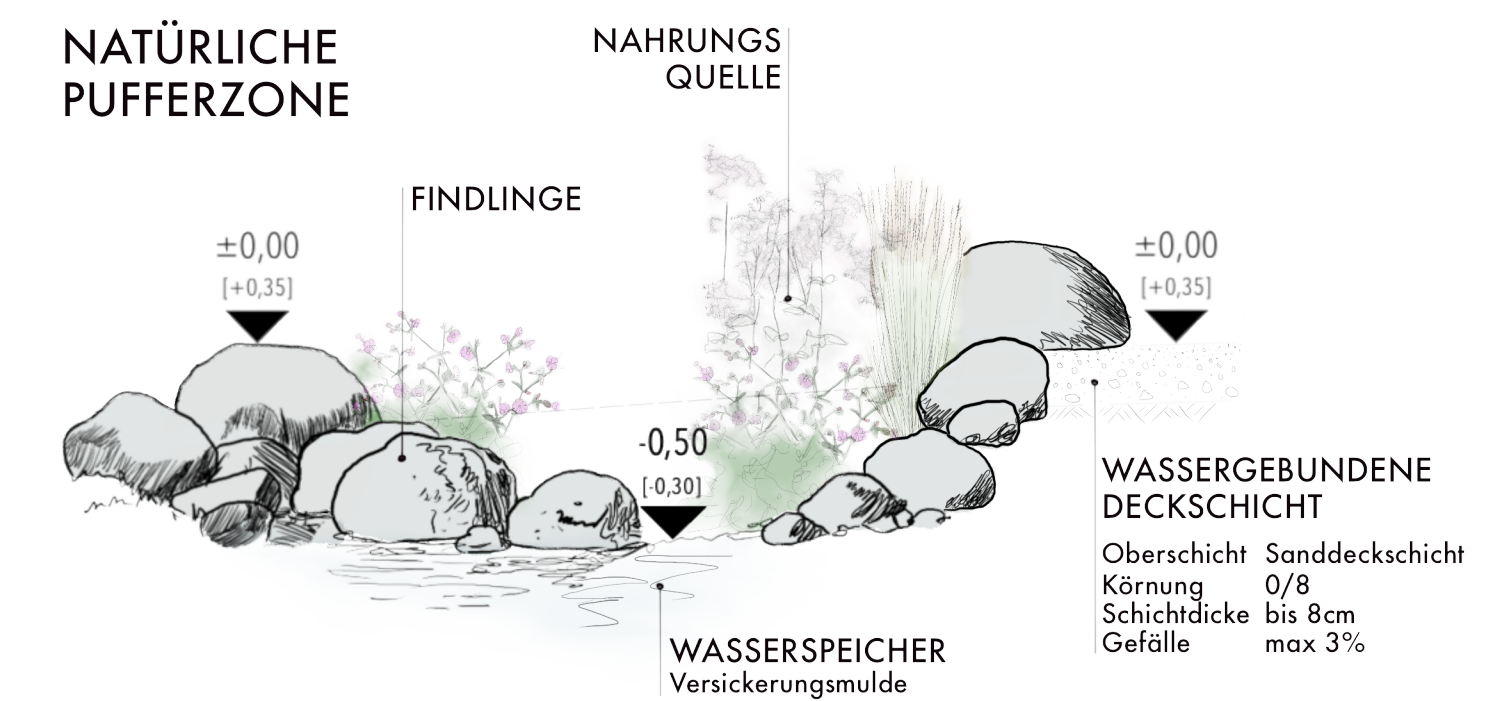 NATÜRLICHE
PUFFERZONE
NAHRUNGS
QUELLE
FINDLINGE
±0,00
[+0,35]
±0,00
[+0,35]
-0,50
[-0,30]
WASSERGEBUNDENE
DECKSCHICHT
Oberschicht Sanddeckschicht
Körnung 0/8
Schichtdicke bis 8cm
Gefälle max 3%
WASSERSPEICHER
Versickerungsmulde